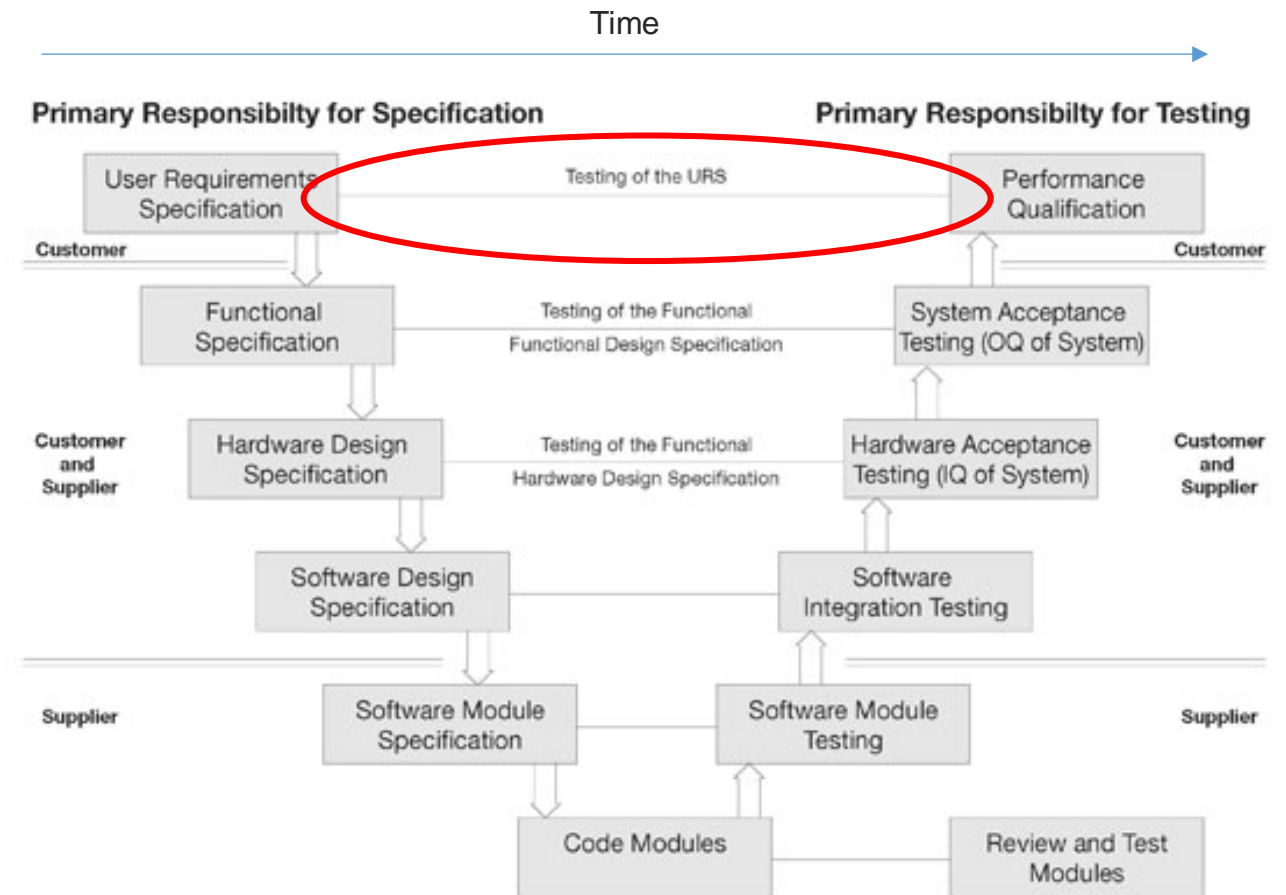 Time
Primary Responsibilty for Specification
Primary Responsibilty for Testing
User Requirements
Specification
Testing of the URS
Performance
Qualification
Customer
Customer
Functional
Specification
Testing of the Functional
Functional Design Specification
System Acceptance
Testing (OQ of System)
Customer
and
Supplier
Hardware Design
Specification
Testing of the Functional
Hardware Design Specification
Hardware Acceptance
Testing (IQ of System)
Customer
and
Supplier
Software Design
Specification
Software
Integration Testing
Supplier
Software Module
Specification
Software Module
Testing
Supplier
Code Modules
Review and Test
Modules